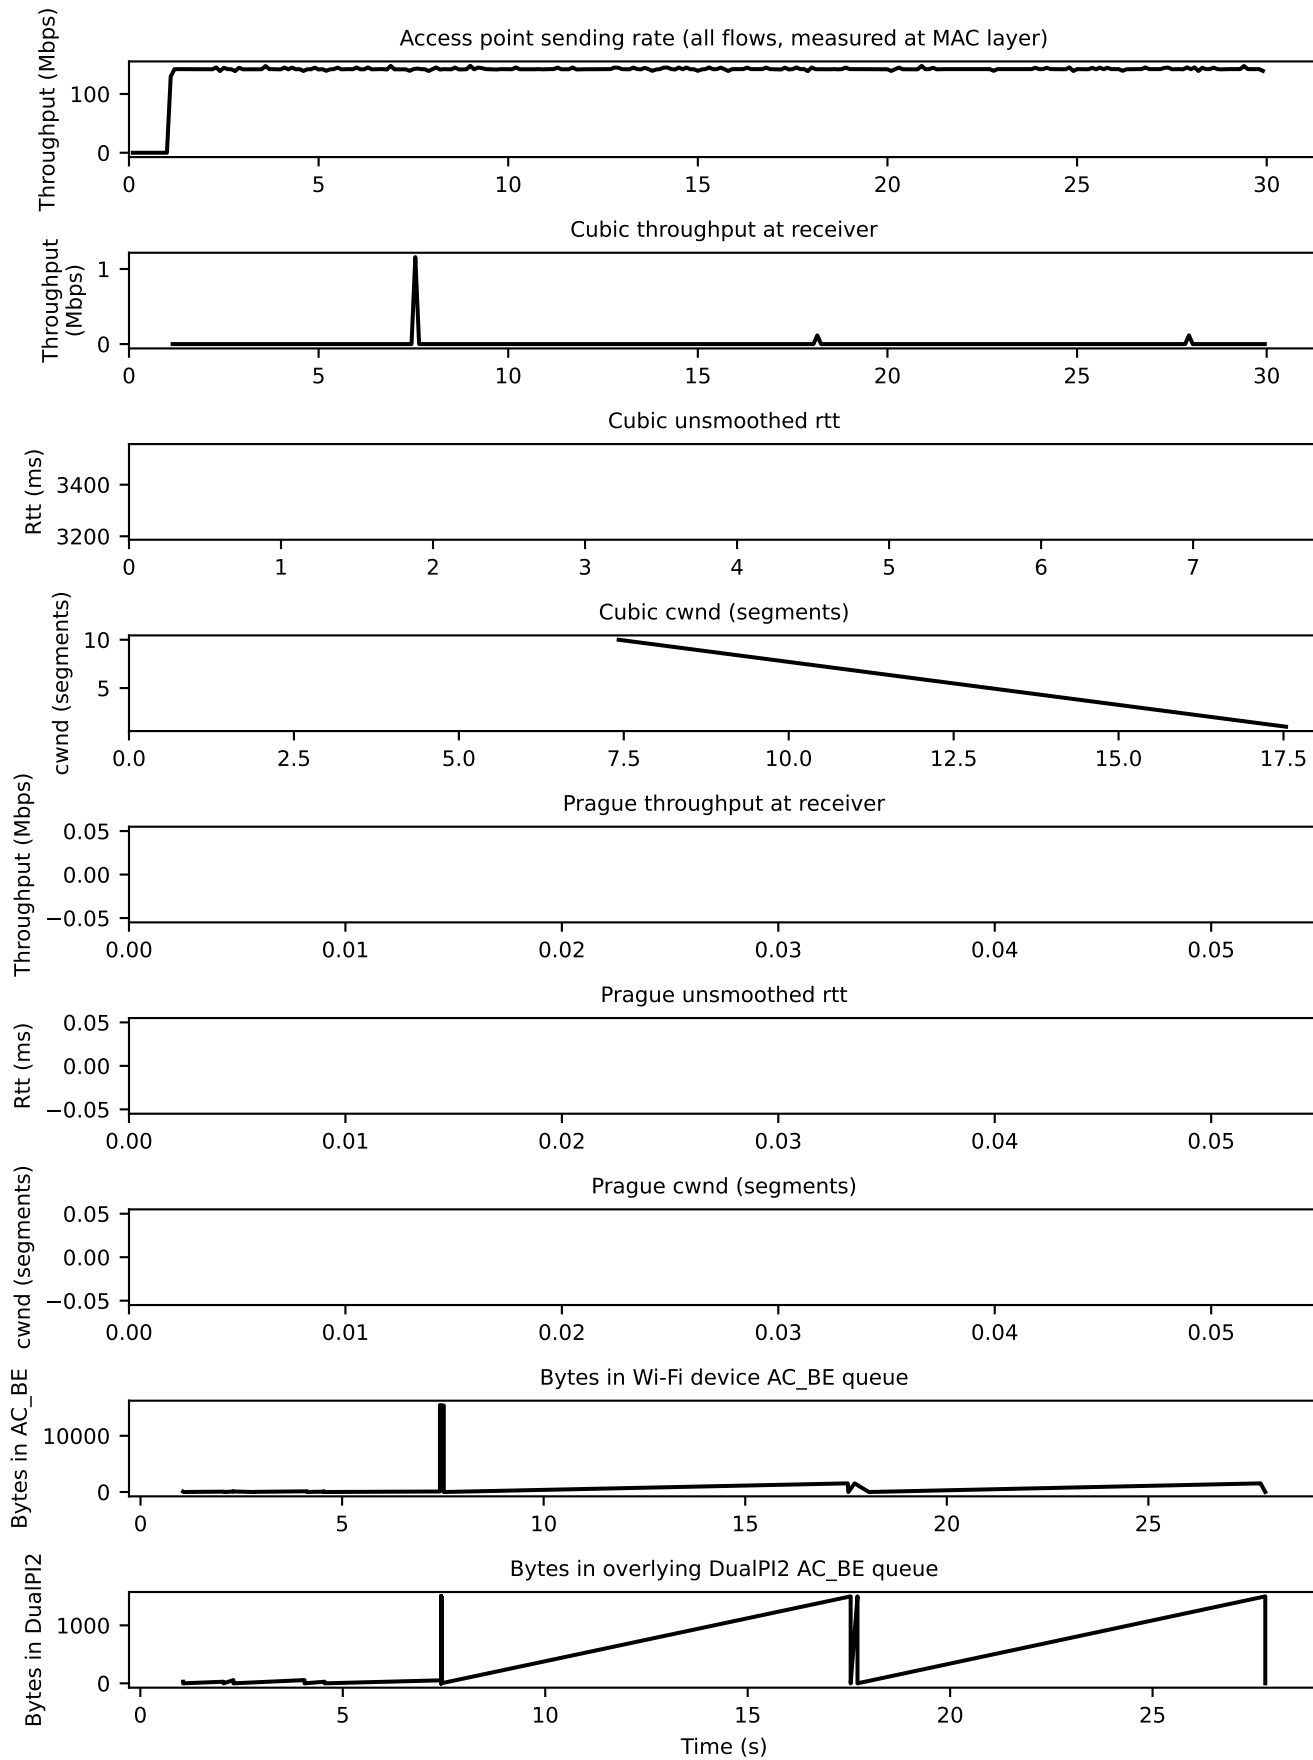 Access point sending rate (all flows, measured at MAC layer)
Throughput (Mbps)
100
0
0 5 10 15 20 25 30
Cubic throughput at receiver
Throughput
(Mbps)
1
0
0 5 10 15 20 25 30
Cubic unsmoothed rtt
Rtt (ms)
3400
3200
0 1 2 3 4 5 6 7
Cubic cwnd (segments)
cwnd (segments)
10
5
0.0 2.5 5.0 7.5 10.0 12.5 15.0 17.5
Prague throughput at receiver
Throughput (Mbps)
0.05
0.00
−0.05
0.00 0.01 0.02 0.03 0.04 0.05
Prague unsmoothed rtt
Rtt (ms)
0.05
0.00
−0.05
0.00 0.01 0.02 0.03 0.04 0.05
Prague cwnd (segments)
cwnd (segments)
0.05
0.00
−0.05
0.00 0.01 0.02 0.03 0.04 0.05
Bytes in Wi-Fi device AC_BE queue
Bytes in AC_BE
10000
0
0 5 10 15 20 25
Bytes in overlying DualPI2 AC_BE queue
Bytes in DualPI2
1000
0
0 5 10 15 20 25
Time (s)